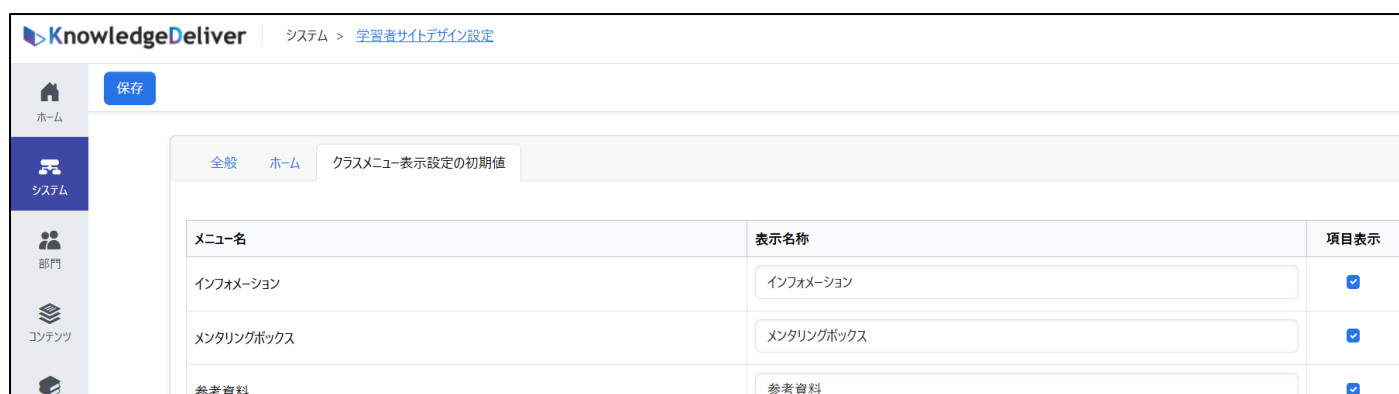 KnowledgeDeliver システム > 学習者サイトデザイン設定
ホーム
保存
システム
部門
コンテンツ
全般 ホーム クラスメニュー表示設定の初期値
メニュー名 表示名称 項目表示
インフォメーション インフォメーション
メンタリングボックス メンタリングボックス
参考資料 参考資料